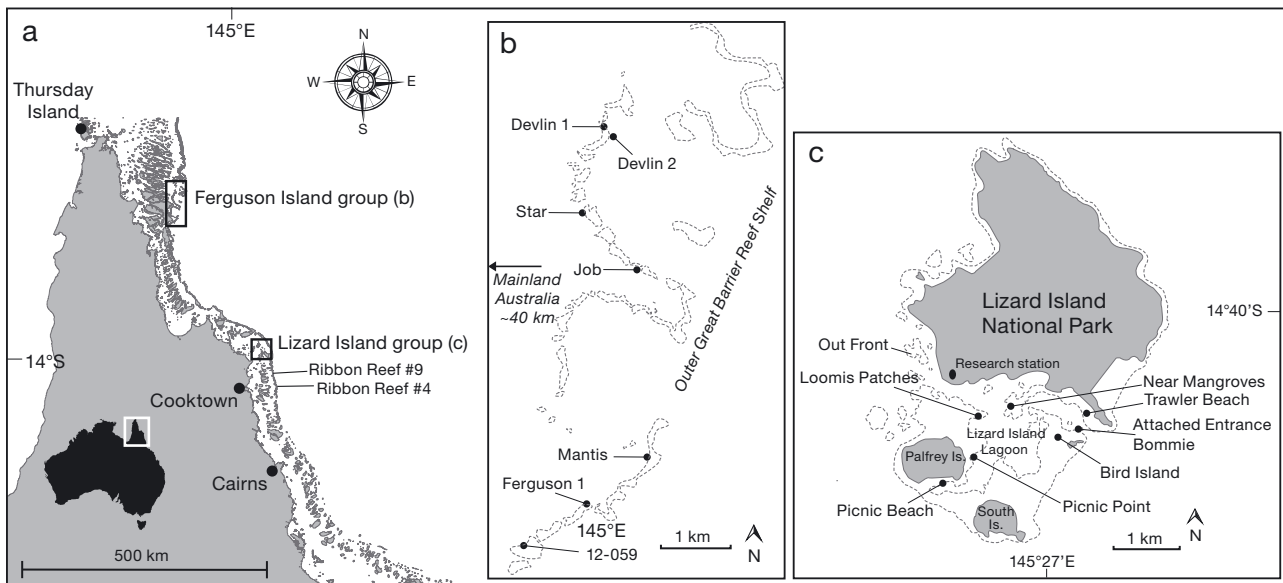 a
145°E
N
W
E
S
Thursday
Island
Ferguson Island group (b)
Lizard Island group (c)
14°S
Ribbon Reef #9
Ribbon Reef #4
Cooktown
Cairns
500 km
b
Devlin 1
Devlin 2
Star
Job
Mainland
Australia
~40 km
Outer Great Barrier Reef Shelf
Mantis
Ferguson 1
145°E
12-059
1 km
N
c
Lizard Island
National Park
14°40'S
Out Front
Research station
Loomis Patches
Near Mangroves
Trawler Beach
Attached Entrance
Bommie
Lizard Island
Lagoon
Palfrey Is.
Bird Island
Picnic Beach
Picnic Point
South
Is.
1 km
N
145°27'E